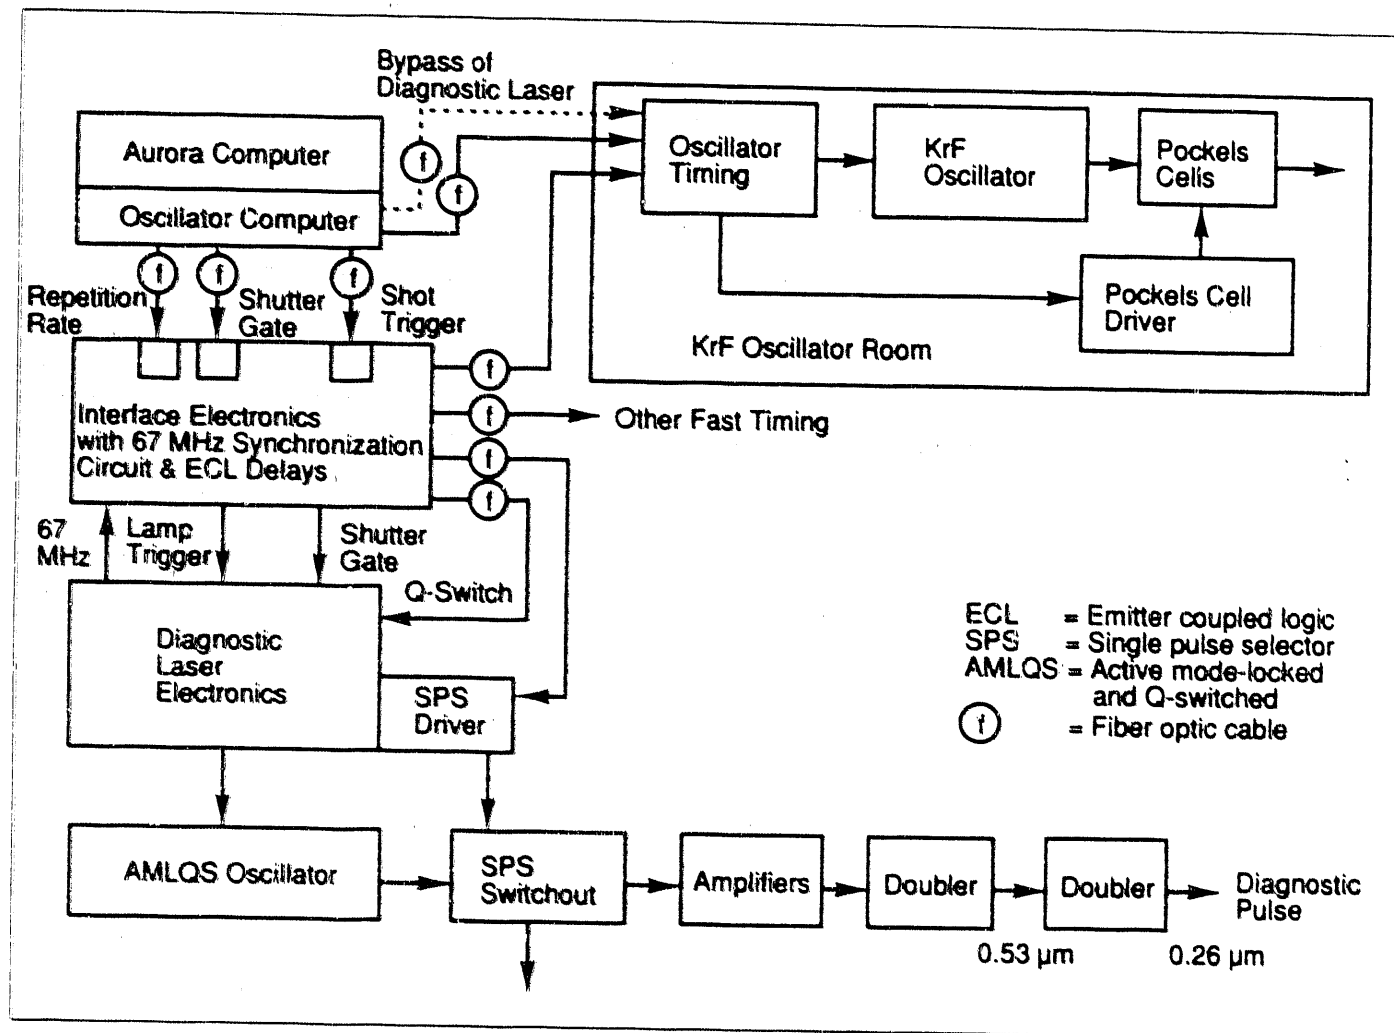 Bypass of
Diagnostic Laser
Aurora Computer
Oscillator Computer
f
f
Oscillator
Timing
KrF
Oscillator
Pockels
Cells
Pockels Cell
Driver
KrF Oscillator Room
f
f
f
Repetition
Rate
Shutter
Gate
Shot
Trigger
Interface Electronics
with 67 MHz Synchronization
Circuit & ECL Delays
f
f
f
f
Other Fast Timing
67
MHz
Lamp
Trigger
Shutter
Gate
Q-Switch
Diagnostic
Laser
Electronics
SPS
Driver
ECL = Emitter coupled logic
SPS = Single pulse selector
AMLQS = Active mode-locked
and Q-switched
f = Fiber optic cable
AMLQS Oscillator
SPS
Switchout
Amplifiers
Doubler
Doubler
Diagnostic
Pulse
0.53 µm
0.26 µm